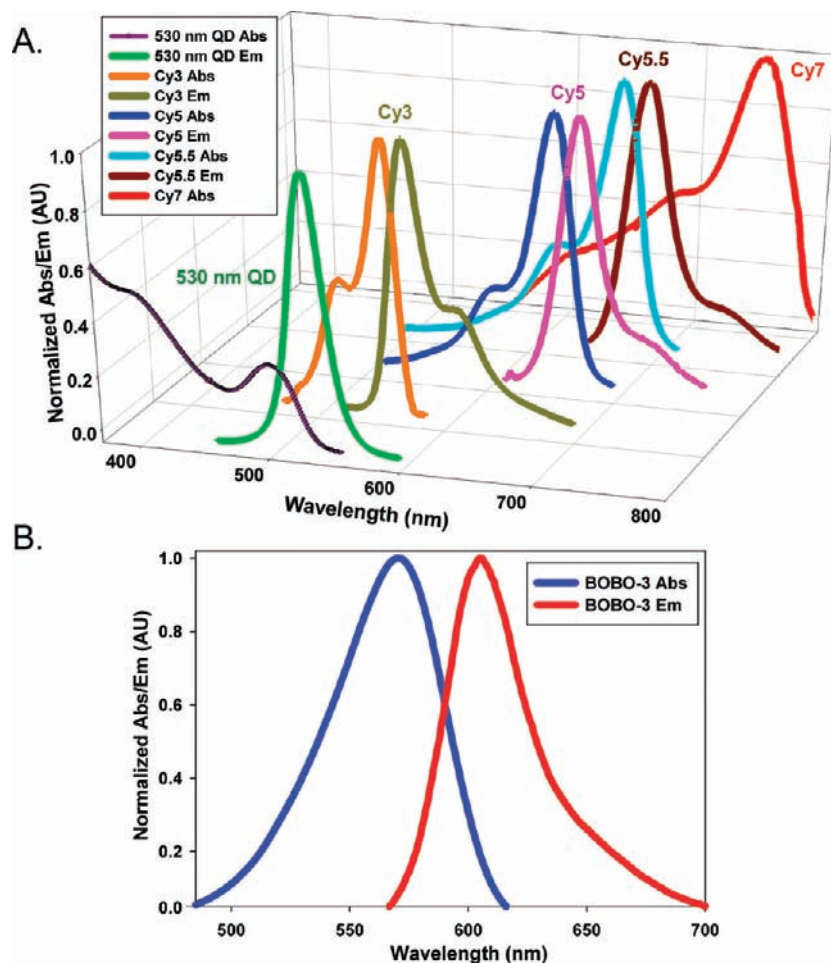 A.
530 nm QD Abs
530 nm QD Em
Cy3 Abs
Cy3 Em
Cy5 Abs
Cy5 Em
Cy5.5 Abs
Cy5.5 Em
Cy7 Abs
Cy3
Cy5
Cy5.5
Cy7
530 nm QD
Normalized Abs/Em (AU)
1.0
0.8
0.6
0.4
0.2
0.0
400
500
600
700
800
Wavelength (nm)
B.
BOBO-3 Abs
BOBO-3 Em
Normalized Abs/Em (AU)
1.0
0.8
0.6
0.4
0.2
0.0
500
550
600
650
700
Wavelength (nm)